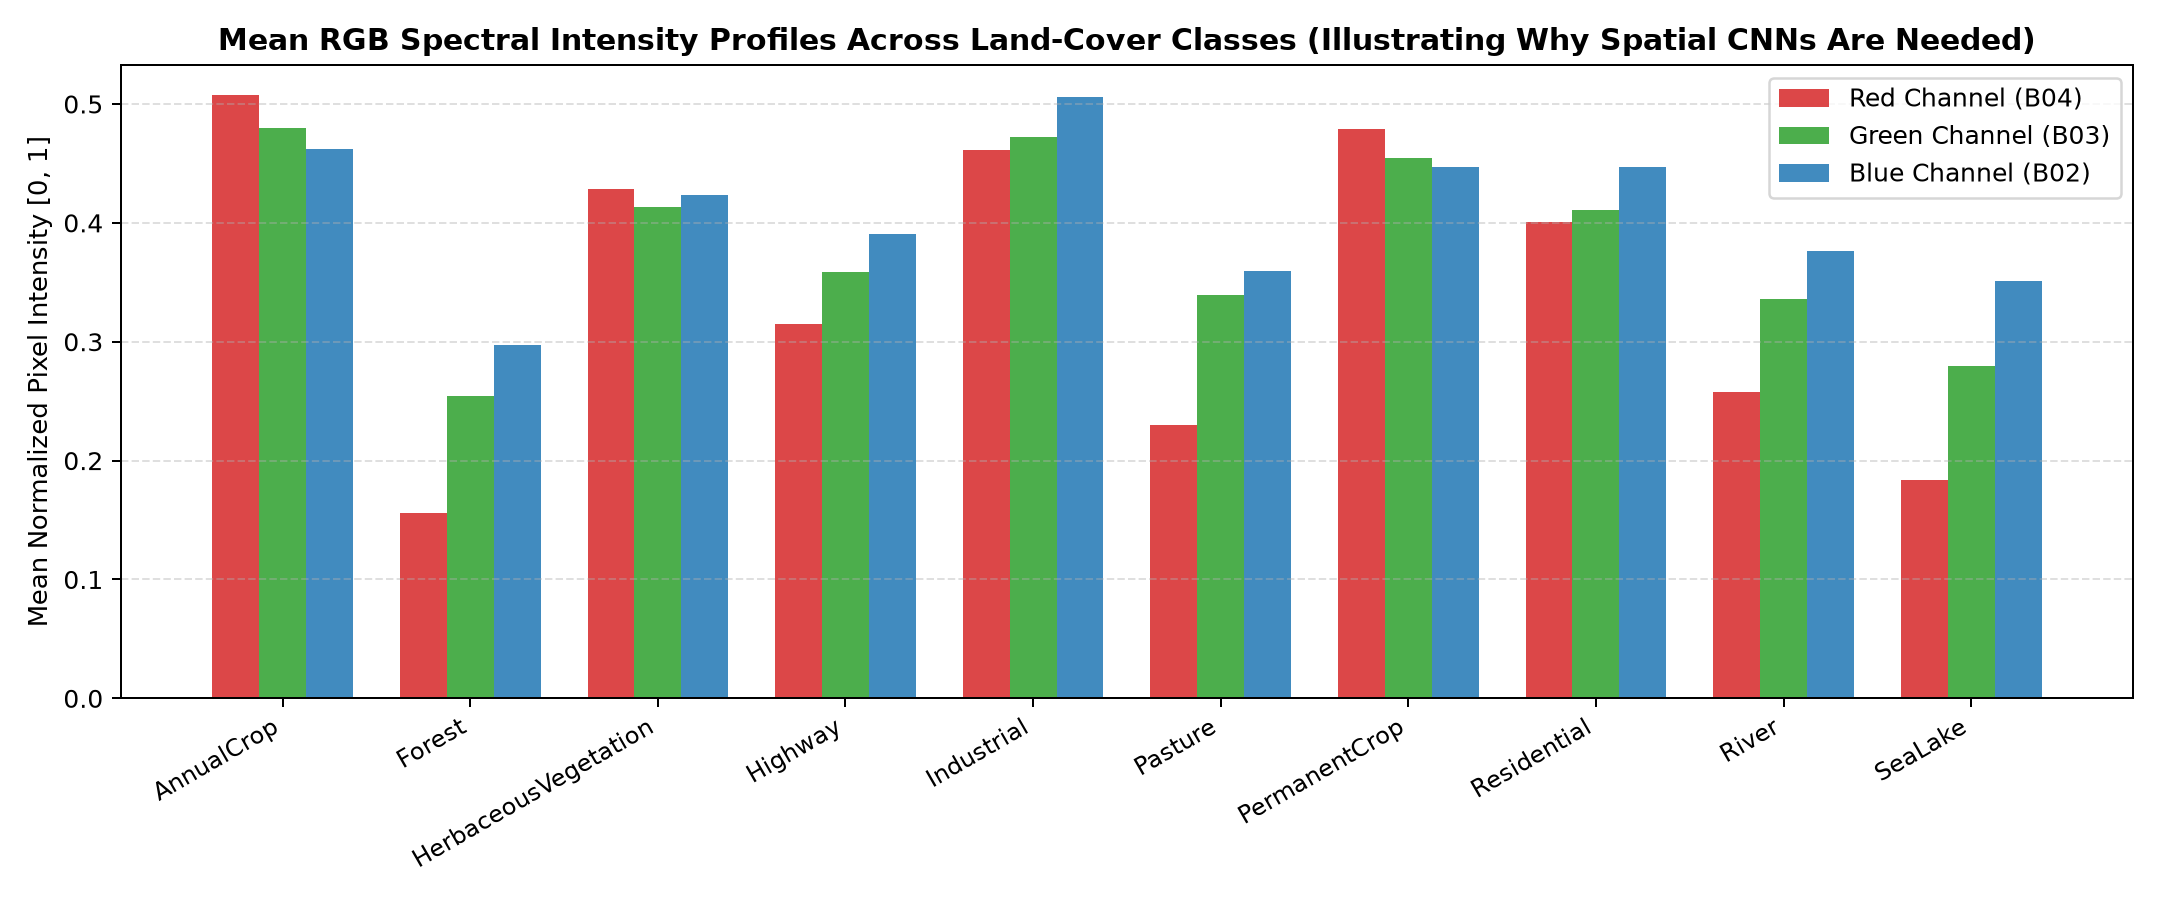 Mean RGB Spectral Intensity Profiles Across Land-Cover Classes (Illustrating Why Spatial CNNs Are Needed)
Mean Normalized Pixel Intensity [0, 1]
0.5
0.4
0.3
0.2
0.1
0.0
Red Channel (B04)
Green Channel (B03)
Blue Channel (B02)
AnnualCrop
Forest
HerbaceousVegetation
Highway
Industrial
Pasture
PermanentCrop
Residential
River
SeaLake